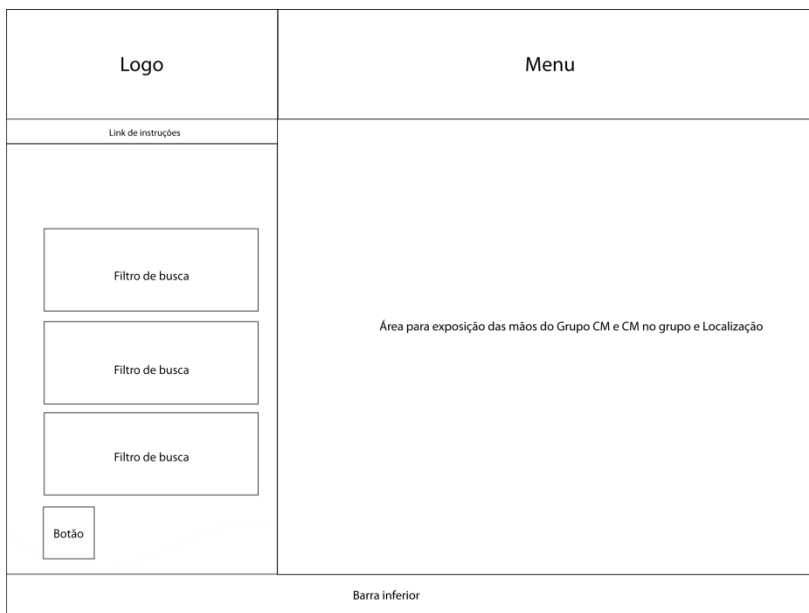 Logo
Menu
Link de instruções
Filtro de busca
Área para exposição das mãos do Grupo CM e CM no grupo e Localização
Filtro de busca
Filtro de busca
Botão
Barra inferior